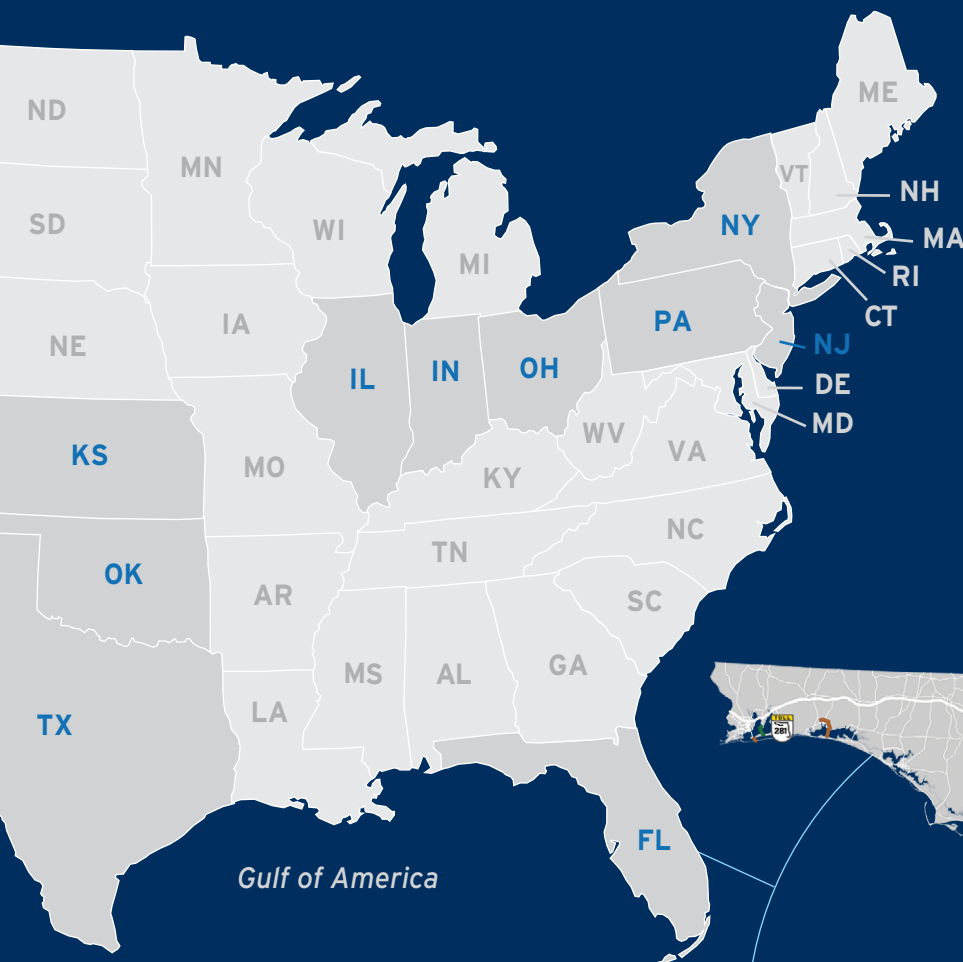 ME
ND
MN
VT
NH
SD
NY
WI
MA
MI
RI
CT
PA
IA
NE
NJ
IL
IN
OH
DE
MD
WV
KS
VA
MO
KY
NC
TN
OK
AR
SC
GA
MS
AL
LA
TX
TOLL
281
FL
Gulf of America